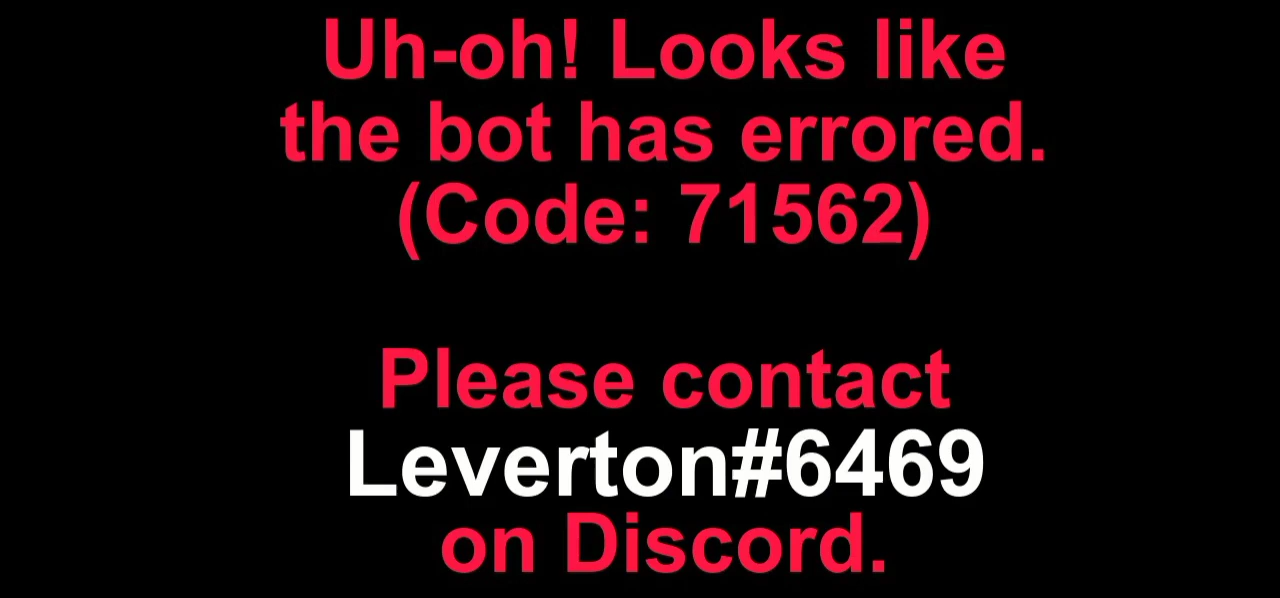 Uh-oh! Looks like
the bot has errored.
(Code: 71562)
Please contact
Leverton#6469
on Discord.